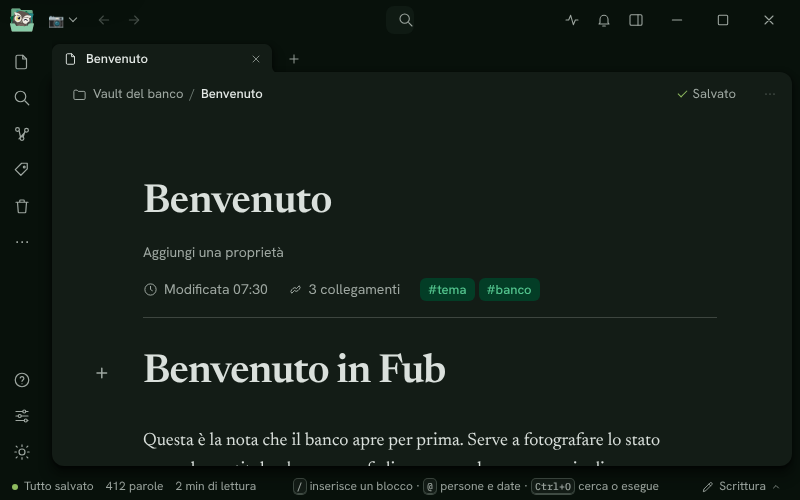 Benvenuto
Vault del banco / Benvenuto
Salvato
Benvenuto
Aggiungi una proprietà
Modificata 07:30 3 collegamenti #tema #banco
Benvenuto in Fub
Questa è la nota che il banco apre per prima. Serve a fotografare lo stato
Tutto salvato 412 parole 2 min di lettura / inserisce un blocco · @ persone e date · Ctrl+O cerca o esegue Scrittura